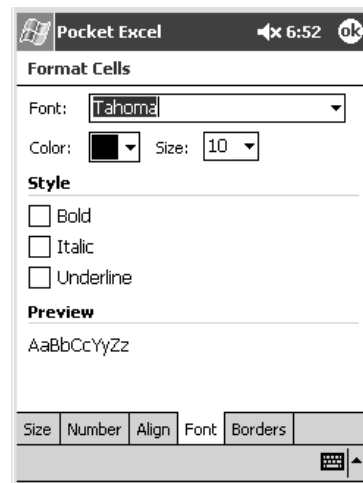 Pocket Excel 6:52 ok
Format Cells
Font: Tahoma
Color: Size: 10
Style
Bold
Italic
Underline
Preview
AaBbCcYyZz
Size Number Align Font Borders